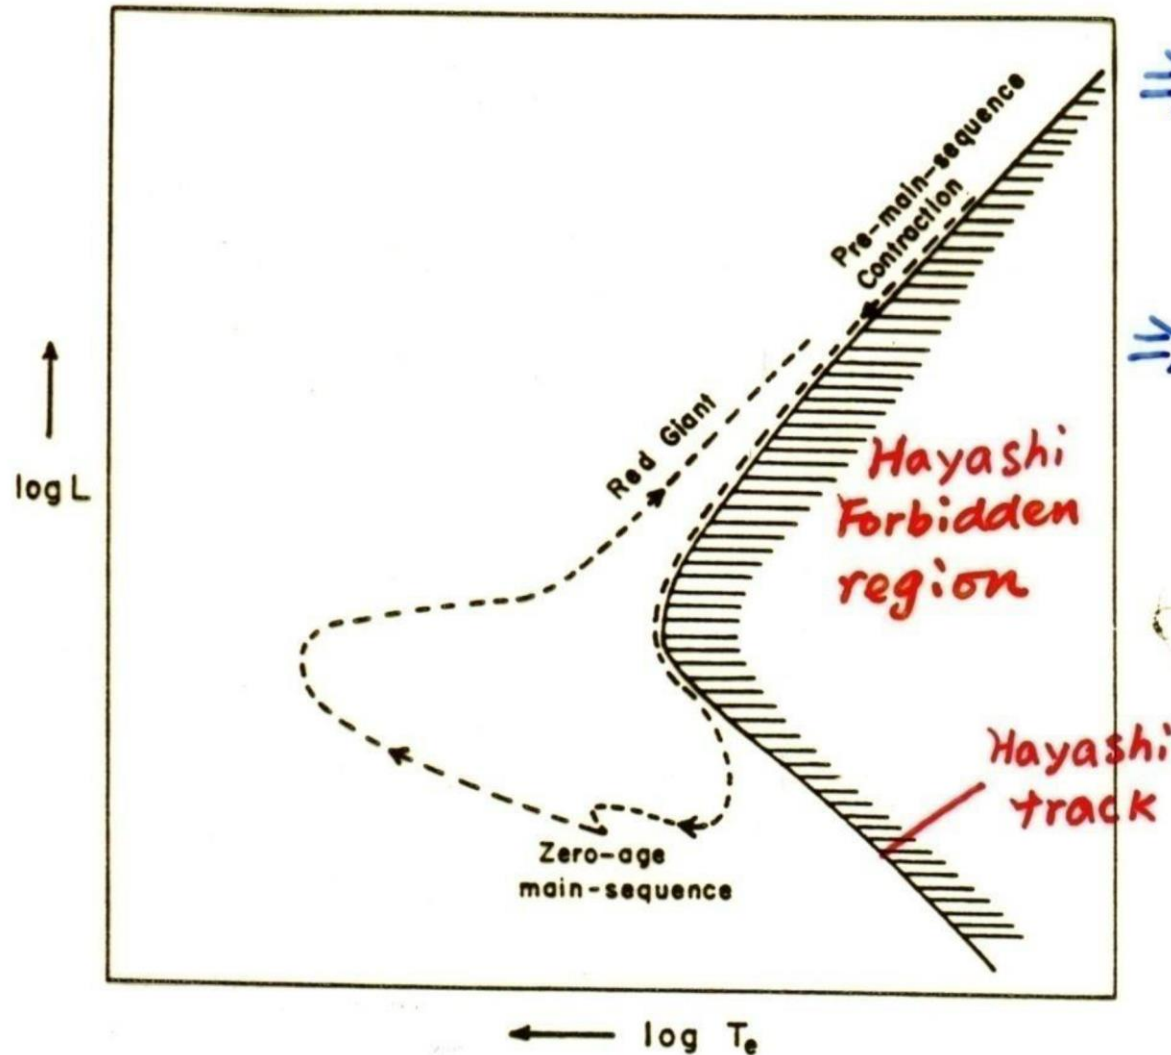 Pre-main-sequence
Contraction
Red Giant
log L
Hayashi
Forbidden
region
Hayashi
track
Zero-age
main-sequence
log Te